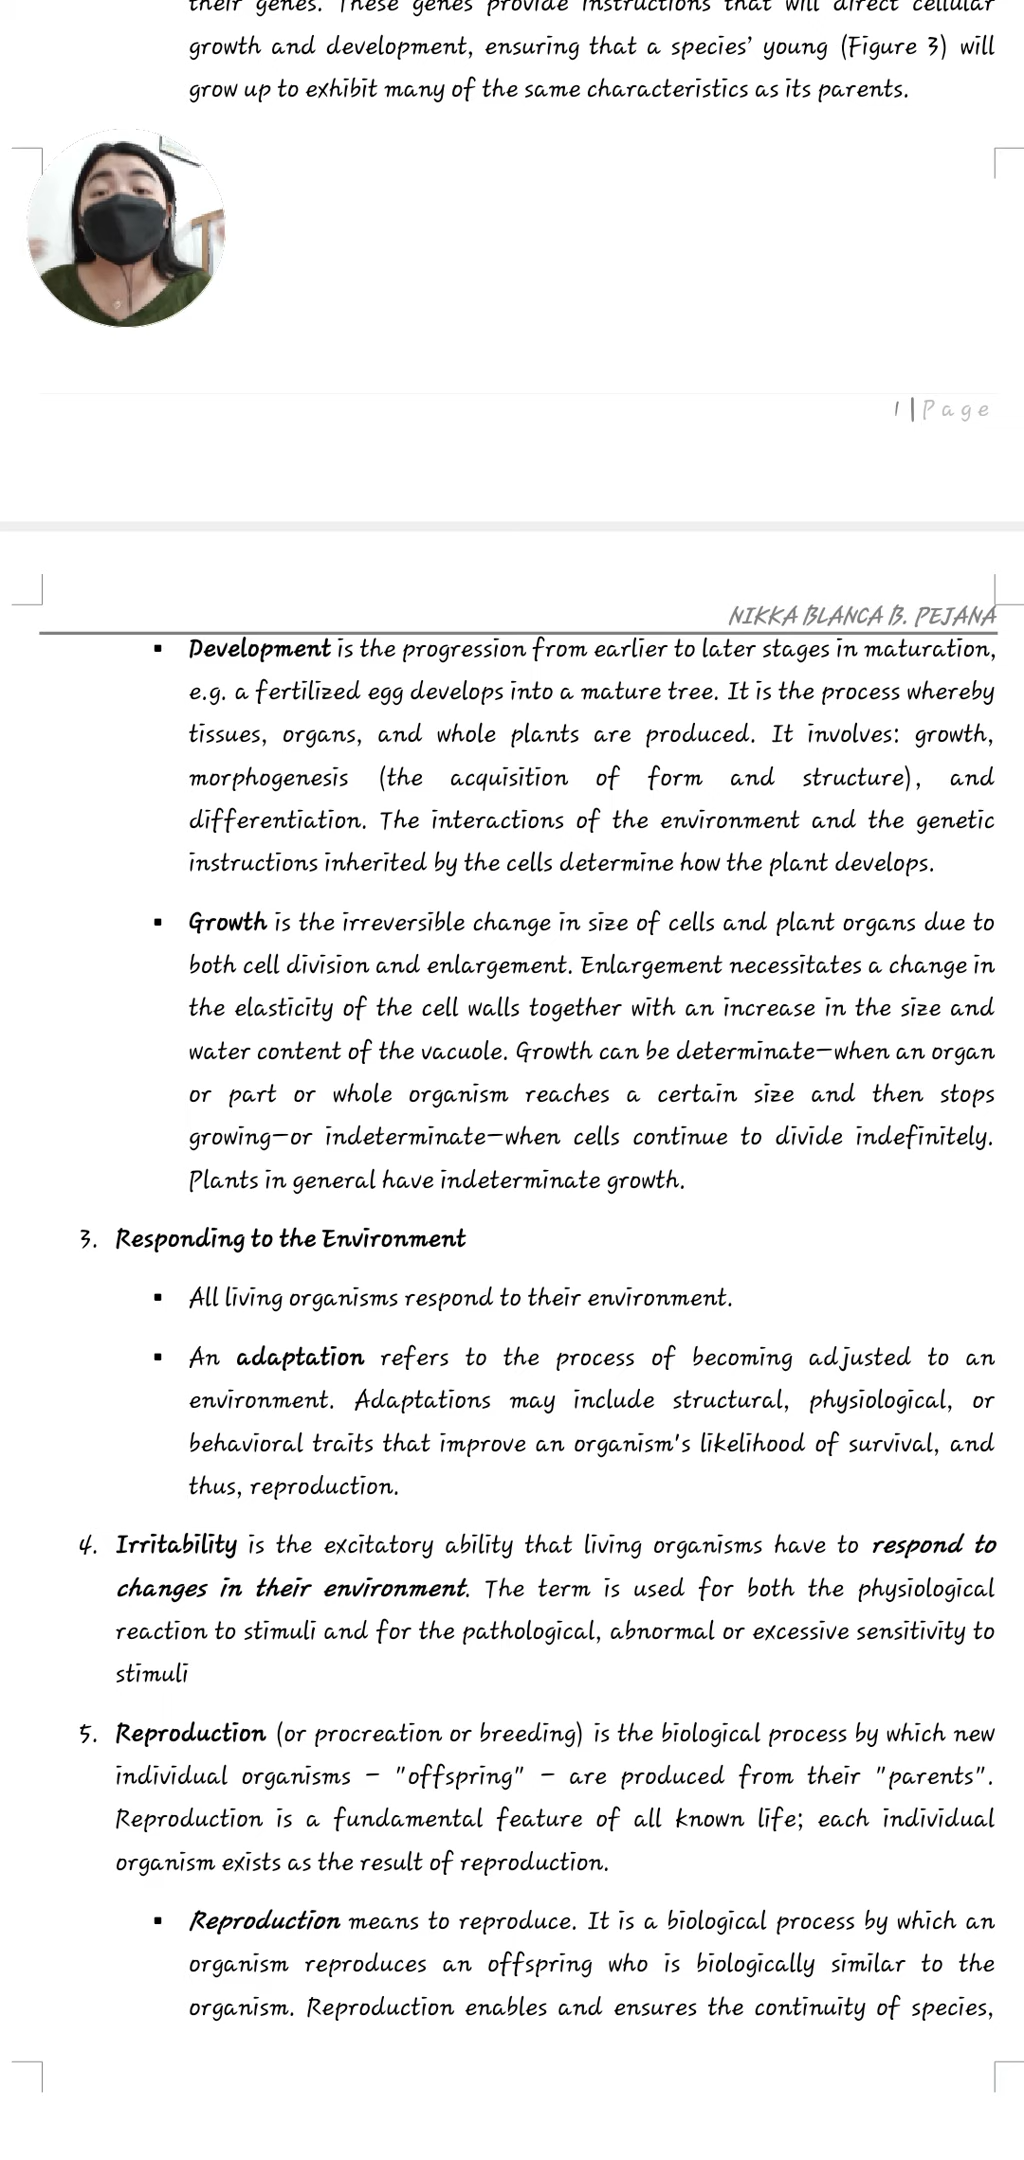 their genes. These genes provide instructions that will direct cellular
growth and development, ensuring that a species’ young (Figure 3) will
grow up to exhibit many of the same characteristics as its parents.
1 | Page
NIKKA BLANCA B. PEJANA
▪ Development is the progression from earlier to later stages in maturation,
e.g. a fertilized egg develops into a mature tree. It is the process whereby
tissues, organs, and whole plants are produced. It involves: growth,
morphogenesis (the acquisition of form and structure), and
differentiation. The interactions of the environment and the genetic
instructions inherited by the cells determine how the plant develops.
▪ Growth is the irreversible change in size of cells and plant organs due to
both cell division and enlargement. Enlargement necessitates a change in
the elasticity of the cell walls together with an increase in the size and
water content of the vacuole. Growth can be determinate—when an organ
or part or whole organism reaches a certain size and then stops
growing—or indeterminate—when cells continue to divide indefinitely.
Plants in general have indeterminate growth.
3. Responding to the Environment
▪ All living organisms respond to their environment.
▪ An adaptation refers to the process of becoming adjusted to an
environment. Adaptations may include structural, physiological, or
behavioral traits that improve an organism's likelihood of survival, and
thus, reproduction.
4. Irritability is the excitatory ability that living organisms have to respond to
changes in their environment. The term is used for both the physiological
reaction to stimuli and for the pathological, abnormal or excessive sensitivity to
stimuli
5. Reproduction (or procreation or breeding) is the biological process by which new
individual organisms – "offspring" – are produced from their "parents".
Reproduction is a fundamental feature of all known life; each individual
organism exists as the result of reproduction.
▪ Reproduction means to reproduce. It is a biological process by which an
organism reproduces an offspring who is biologically similar to the
organism. Reproduction enables and ensures the continuity of species,